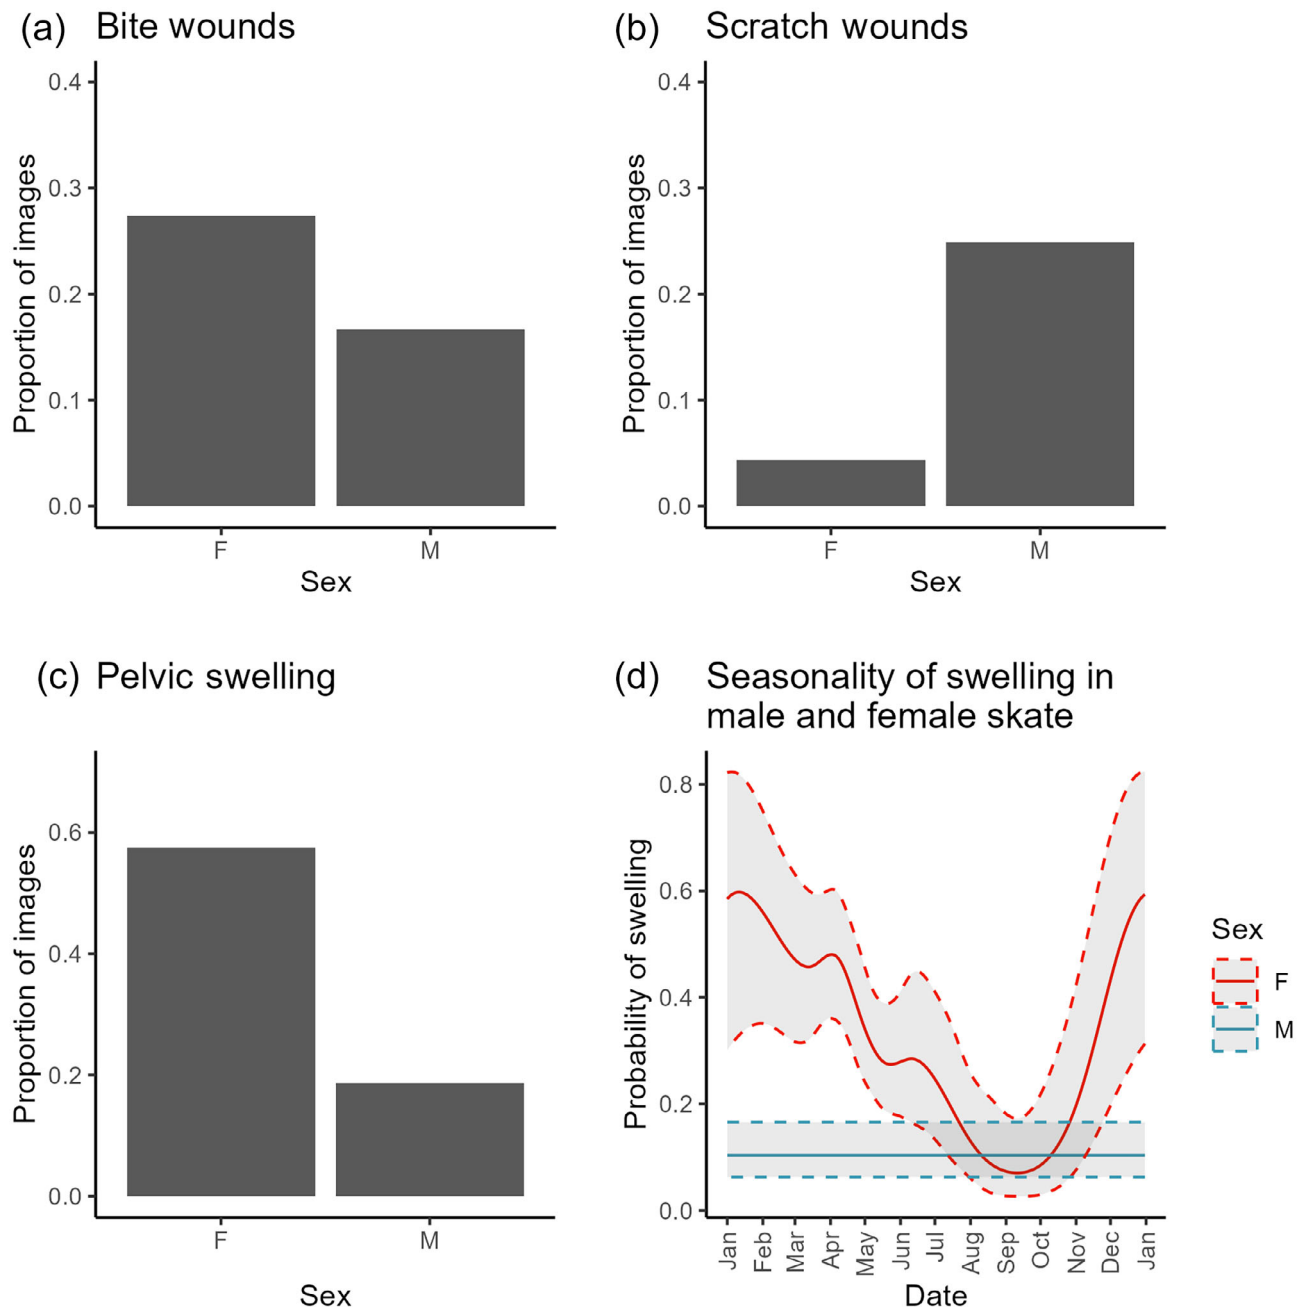 (a) Bite wounds
0.4
0.3
0.2
0.1
0.0
Proportion of images
F M
Sex
(b) Scratch wounds
0.4
0.3
0.2
0.1
0.0
Proportion of images
F M
Sex
(c) Pelvic swelling
0.6
0.4
0.2
0.0
Proportion of images
F M
Sex
(d) Seasonality of swelling in
male and female skate
0.8
0.6
0.4
0.2
0.0
Probability of swelling
Jan Feb Mar Apr May Jun Jul Aug Sep Oct Nov Dec Jan
Date
Sex
F
M